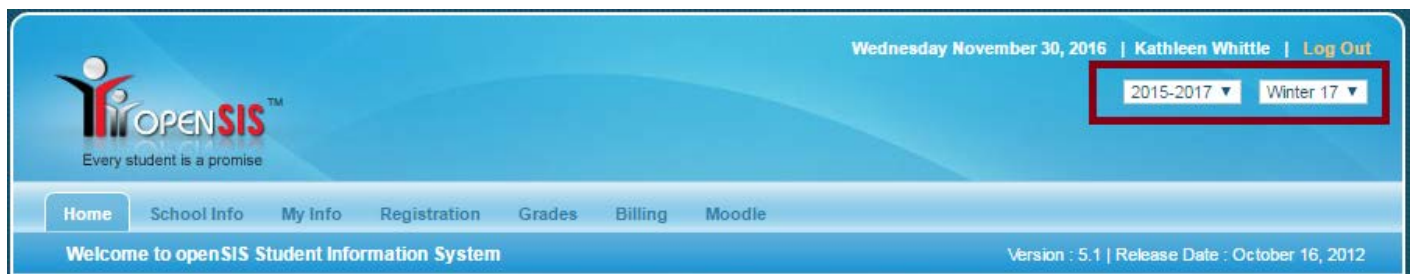 Wednesday November 30, 2016 | Kathleen Whittle | Log Out
2015-2017 ▼ Winter 17 ▼
OPENSIS™
Every student is a promise
Home School Info My Info Registration Grades Billing Moodle
Welcome to openSIS Student Information System Version : 5.1 | Release Date : October 16, 2012